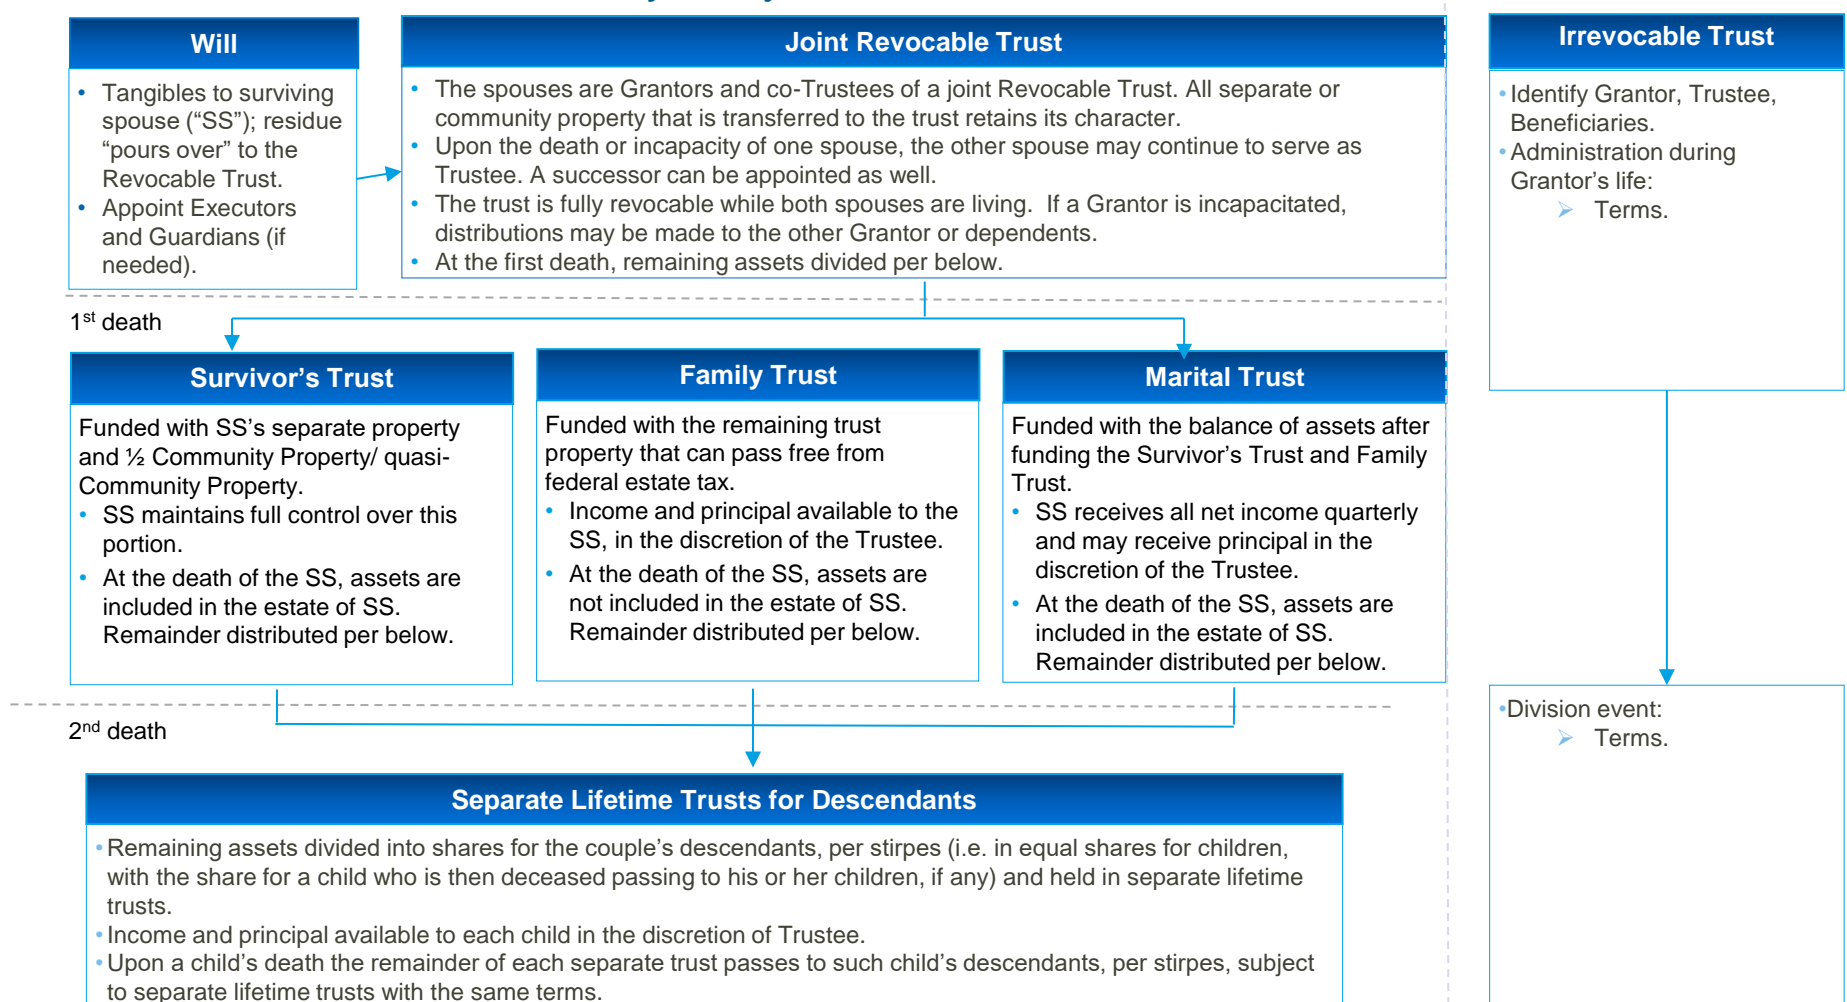 Will
• Tangibles to surviving
spouse (“SS”); residue
“pours over” to the
Revocable Trust.
• Appoint Executors
and Guardians (if
needed).
Joint Revocable Trust
• The spouses are Grantors and co-Trustees of a joint Revocable Trust. All separate or
community property that is transferred to the trust retains its character.
• Upon the death or incapacity of one spouse, the other spouse may continue to serve as
Trustee. A successor can be appointed as well.
• The trust is fully revocable while both spouses are living.  If a Grantor is incapacitated,
distributions may be made to the other Grantor or dependents.
• At the first death, remaining assets divided per below.
Irrevocable Trust
• Identify Grantor, Trustee,
Beneficiaries.
• Administration during
Grantor’s life:
➢ Terms.
1st death
Survivor’s Trust
Funded with SS’s separate property
and ½ Community Property/ quasi-
Community Property.
• SS maintains full control over this
portion.
• At the death of the SS, assets are
included in the estate of SS.
Remainder distributed per below.
Family Trust
Funded with the remaining trust
property that can pass free from
federal estate tax.
• Income and principal available to the
SS, in the discretion of the Trustee.
• At the death of the SS, assets are
not included in the estate of SS.
Remainder distributed per below.
Marital Trust
Funded with the balance of assets after
funding the Survivor’s Trust and Family
Trust.
• SS receives all net income quarterly
and may receive principal in the
discretion of the Trustee.
• At the death of the SS, assets are
included in the estate of SS.
Remainder distributed per below.
•Division event:
➢ Terms.
2nd death
Separate Lifetime Trusts for Descendants
• Remaining assets divided into shares for the couple’s descendants, per stirpes (i.e. in equal shares for children,
with the share for a child who is then deceased passing to his or her children, if any) and held in separate lifetime
trusts.
• Income and principal available to each child in the discretion of Trustee.
• Upon a child’s death the remainder of each separate trust passes to such child’s descendants, per stirpes, subject
to separate lifetime trusts with the same terms.